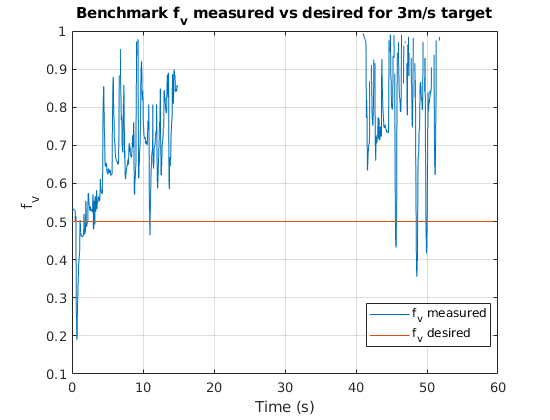 Benchmark f_v measured vs desired for 3m/s target
1
0.9
0.8
0.7
0.6
0.5
0.4
0.3
0.2
0.1
f_v
0 10 20 30 40 50 60
Time (s)
f_v measured
f_v desired